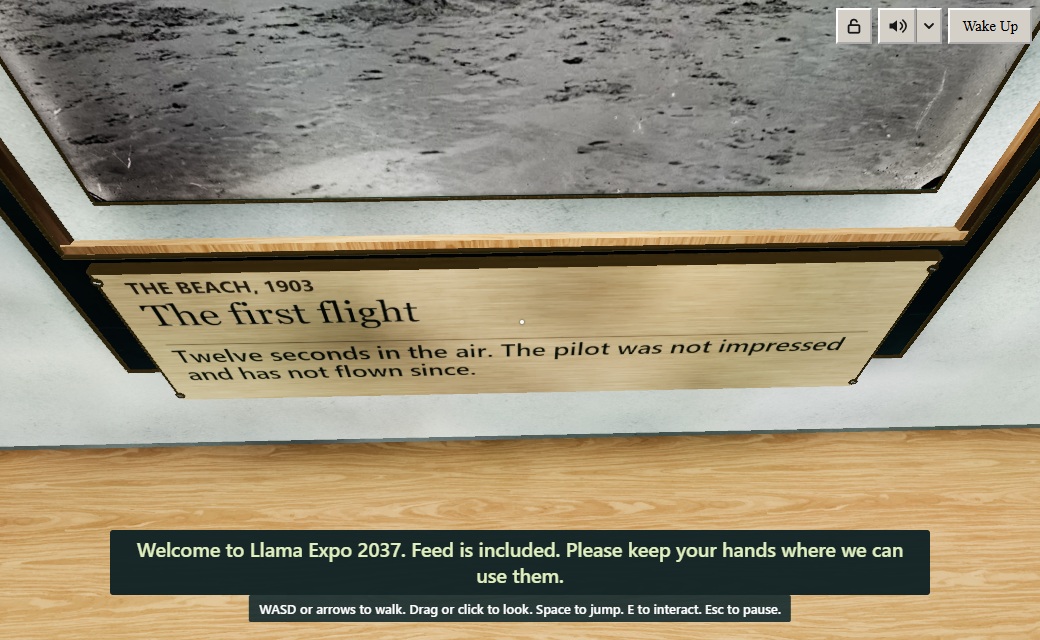 Wake Up
THE BEACH, 1903
The first flight
Twelve seconds in the air. The pilot was not impressed
and has not flown since.
Welcome to Llama Expo 2037. Feed is included. Please keep your hands where we can
use them.
WASD or arrows to walk. Drag or click to look. Space to jump. E to interact. Esc to pause.